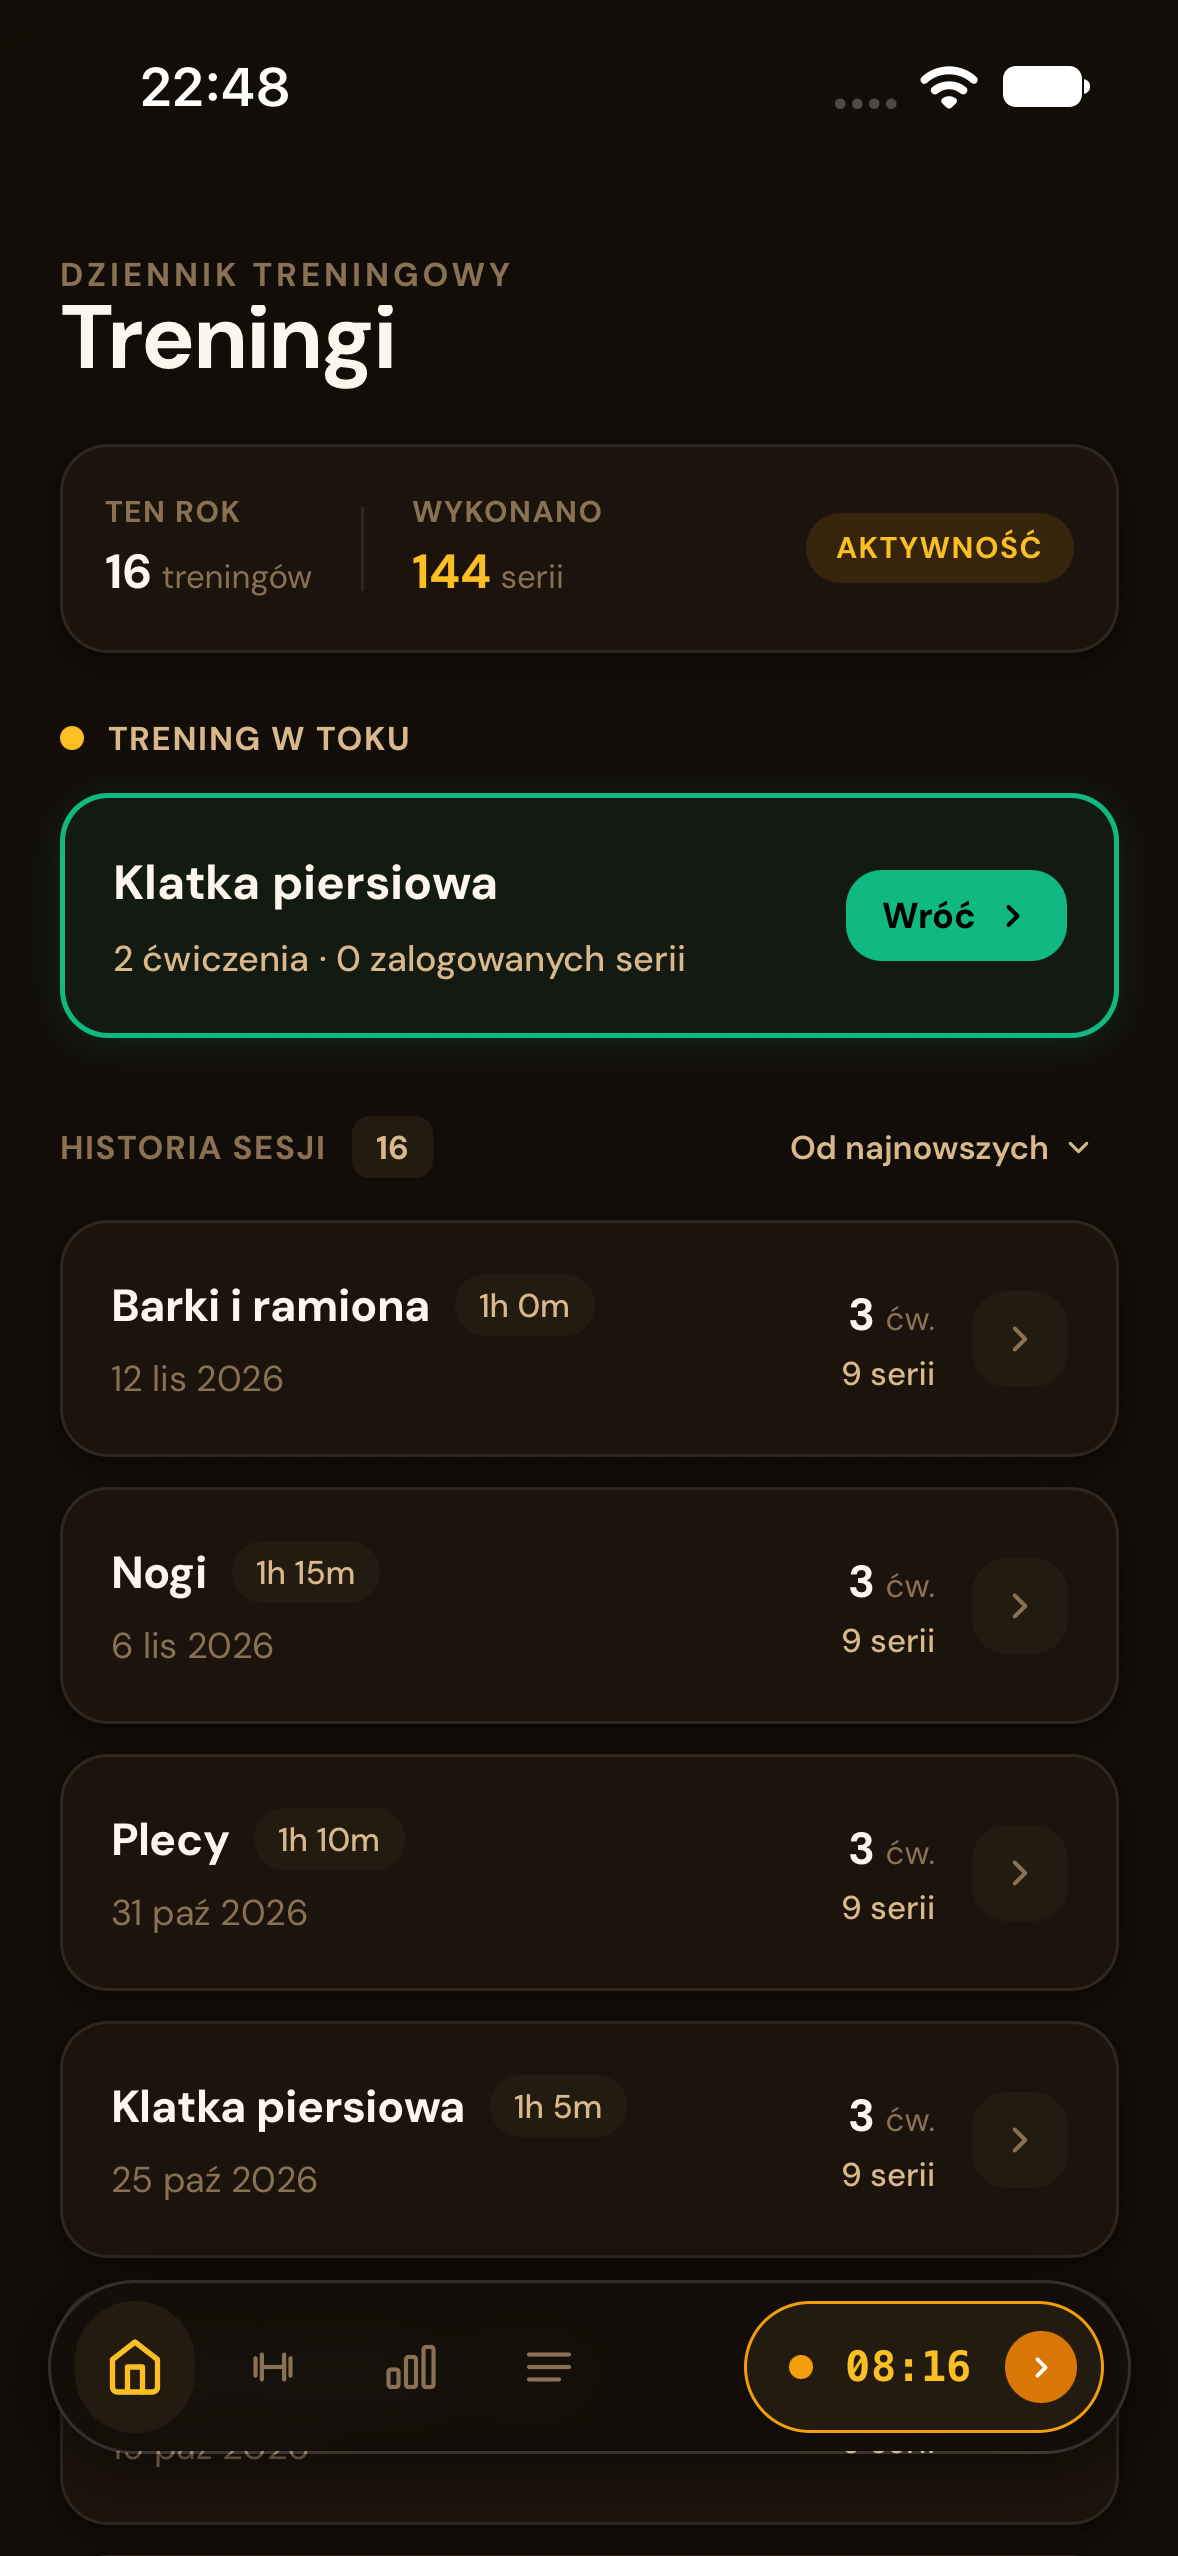 22:48
DZIENNIK TRENINGOWY
Treningi
TEN ROK
16 treningów
WYKONANO
144 serii
AKTYWNOŚĆ
TRENING W TOKU
Klatka piersiowa
2 ćwiczenia · 0 zalogowanych serii
Wróć
HISTORIA SESJI 16
Od najnowszych
Barki i ramiona 1h 0m
12 lis 2026
3 ćw.
9 serii
Nogi 1h 15m
6 lis 2026
3 ćw.
9 serii
Plecy 1h 10m
31 paź 2026
3 ćw.
9 serii
Klatka piersiowa 1h 5m
25 paź 2026
3 ćw.
9 serii
08:16